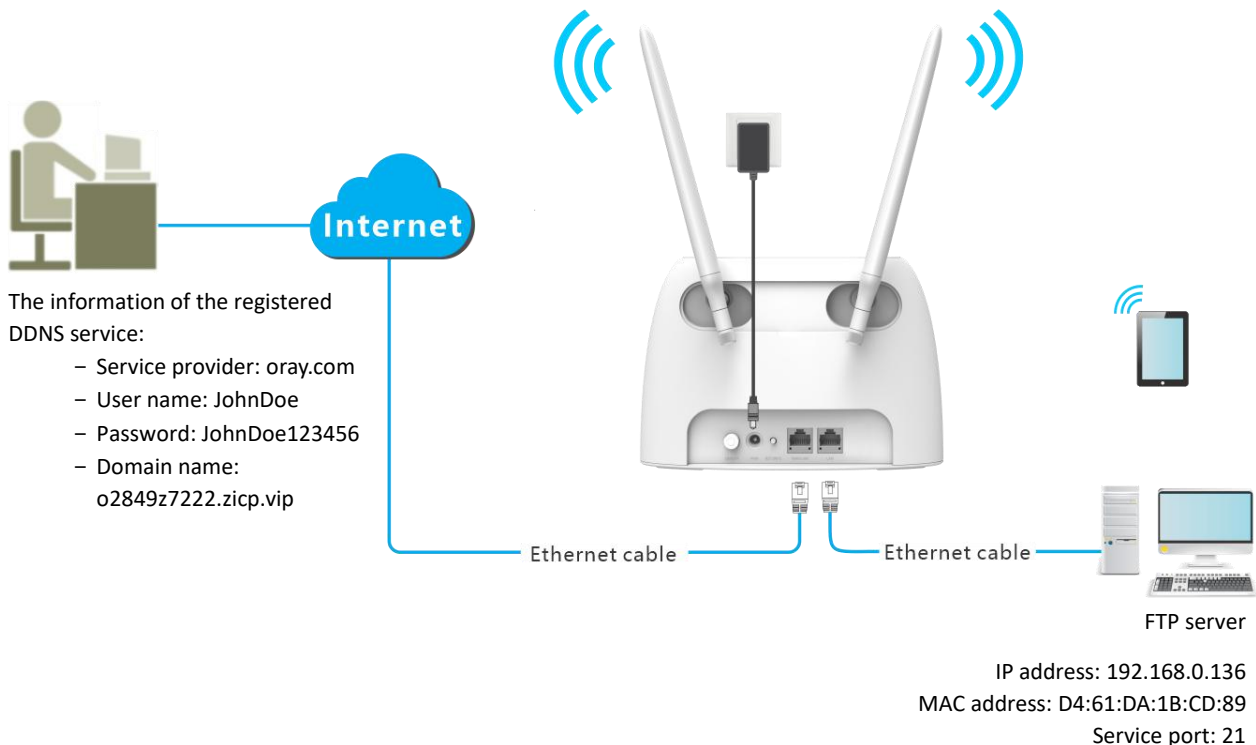 Internet
The information of the registered
DDNS service:
– Service provider: oray.com
– User name: JohnDoe
– Password: JohnDoe123456
– Domain name:
o2849z7222.zicp.vip
Ethernet cable
Ethernet cable
FTP server
IP address: 192.168.0.136
MAC address: D4:61:DA:1B:CD:89
Service port: 21